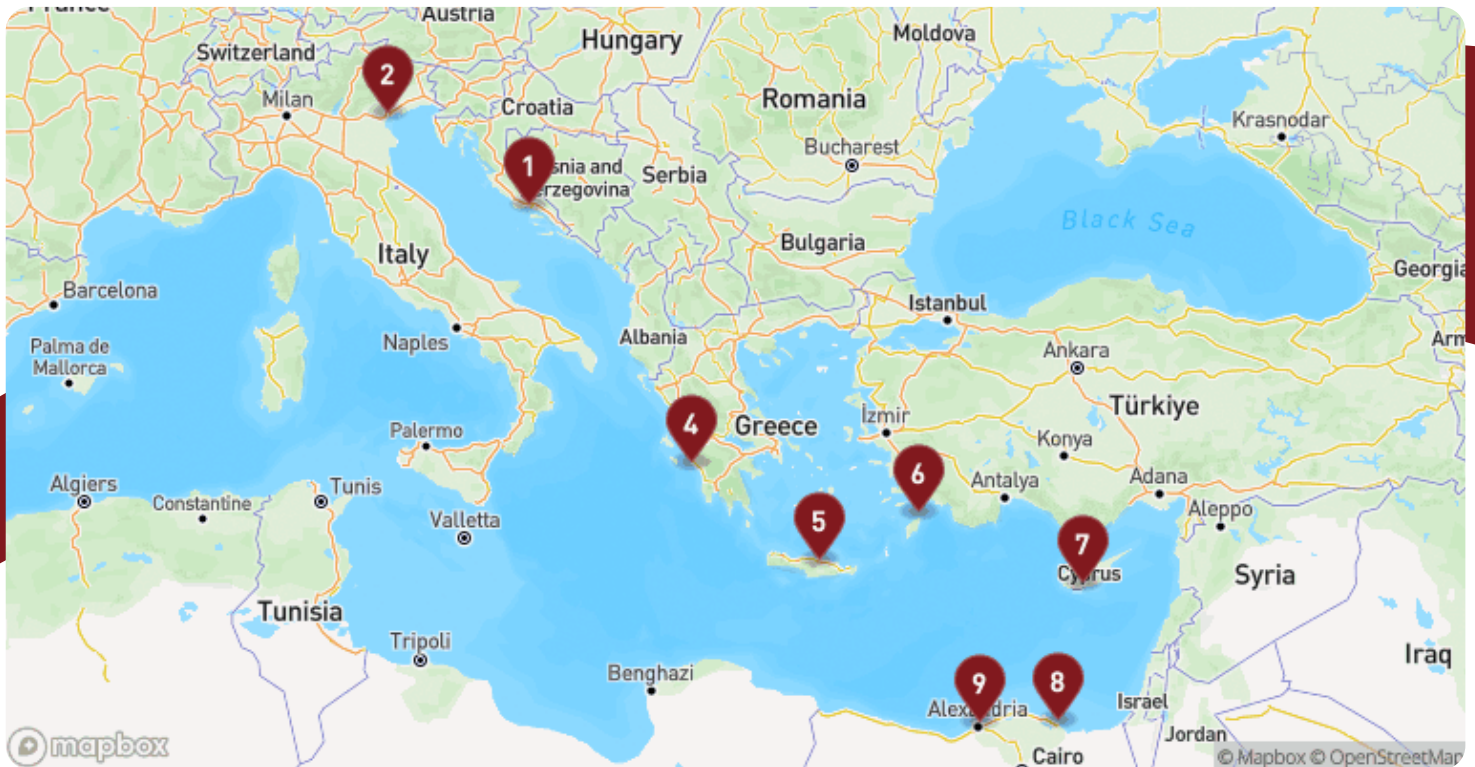 France
Austria
Switzerland
Hungary
Moldova
2
Milan
Croatia
Romania
Krasnodar
Bucharest
1
snia and
erzegovina
Serbia
Black Sea
Bulgaria
Italy
Georgia
Barcelona
Istanbul
Naples
Albania
Arm
Palma de
Mallorca
Ankara
Türkiye
4
Greece
İzmir
Palermo
Konya
6
Algiers
Tunis
Constantine
Antalya
Adana
Aleppo
Valletta
5
7
Cyprus
Syria
Tunisia
Tripoli
Iraq
Benghazi
9
8
Alexandria
Israel
Jordan
Cairo
mapbox
© Mapbox © OpenStreetMap